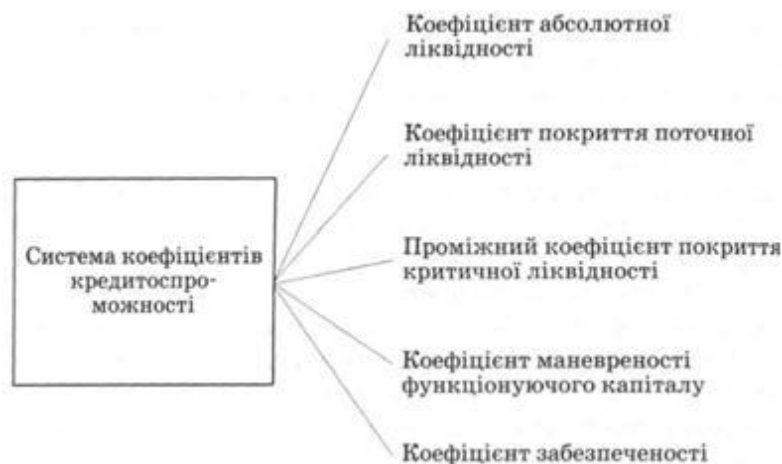 Коефіцієнт абсолютної
ліквідності
Коефіцієнт покриття поточної
ліквідності
Система коефіцієнтів
кредитоспро-
можності
Проміжний коефіцієнт покриття
критичної ліквідності
Коефіцієнт маневреності
функціонуючого капіталу
Коефіцієнт забезпеченості